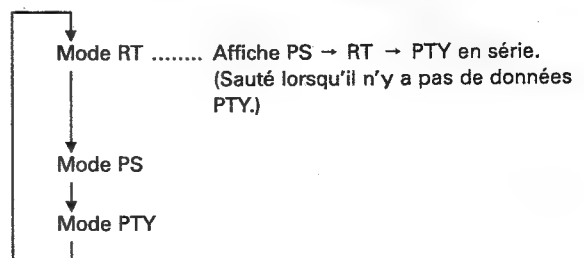 Mode RT ........ Affiche PS → RT → PTY en série.
(Sauté lorsqu'il n'y a pas de données
PTY.)
Mode PS
Mode PTY